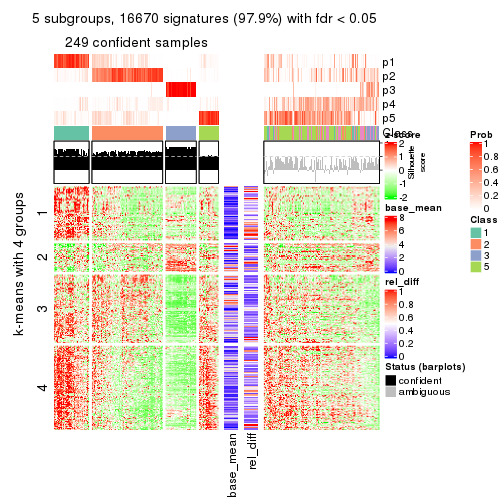 5 subgroups, 16670 signatures (97.9%) with fdr < 0.05
249 confident samples
p1
p2
p3
p4
p5
Class
z-score
2
1
0
-1
-2
Silhouette
score
base_mean
8
6
4
2
0
rel_diff
1
0.8
0.6
0.4
0.2
0
Status (barplots)
confident
ambiguous
Prob
1
0.8
0.6
0.4
0.2
0
Class
1
2
3
5
k-means with 4 groups
1
2
3
4
base_mean
rel_diff